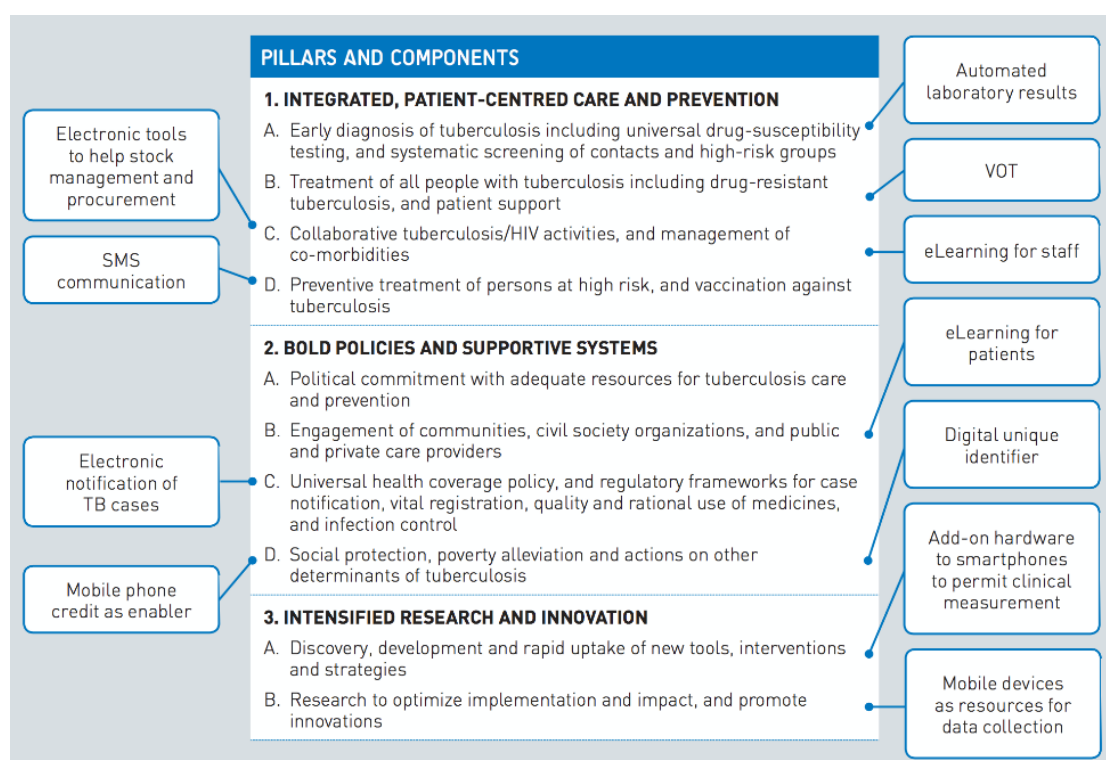 PILLARS AND COMPONENTS
1. INTEGRATED, PATIENT-CENTRED CARE AND PREVENTION
A. Early diagnosis of tuberculosis including universal drug-susceptibility
testing, and systematic screening of contacts and high-risk groups
B. Treatment of all people with tuberculosis including drug-resistant
tuberculosis, and patient support
C. Collaborative tuberculosis/HIV activities, and management of
co-morbidities
D. Preventive treatment of persons at high risk, and vaccination against
tuberculosis
2. BOLD POLICIES AND SUPPORTIVE SYSTEMS
A. Political commitment with adequate resources for tuberculosis care
and prevention
B. Engagement of communities, civil society organizations, and public
and private care providers
C. Universal health coverage policy, and regulatory frameworks for case
notification, vital registration, quality and rational use of medicines,
and infection control
D. Social protection, poverty alleviation and actions on other
determinants of tuberculosis
3. INTENSIFIED RESEARCH AND INNOVATION
A. Discovery, development and rapid uptake of new tools, interventions
and strategies
B. Research to optimize implementation and impact, and promote
innovations
Electronic tools
to help stock
management and
procurement
SMS
communication
Electronic
notification of
TB cases
Mobile phone
credit as enabler
Automated
laboratory results
VOT
eLearning for staff
eLearning for
patients
Digital unique
identifier
Add-on hardware
to smartphones
to permit clinical
measurement
Mobile devices
as resources for
data collection